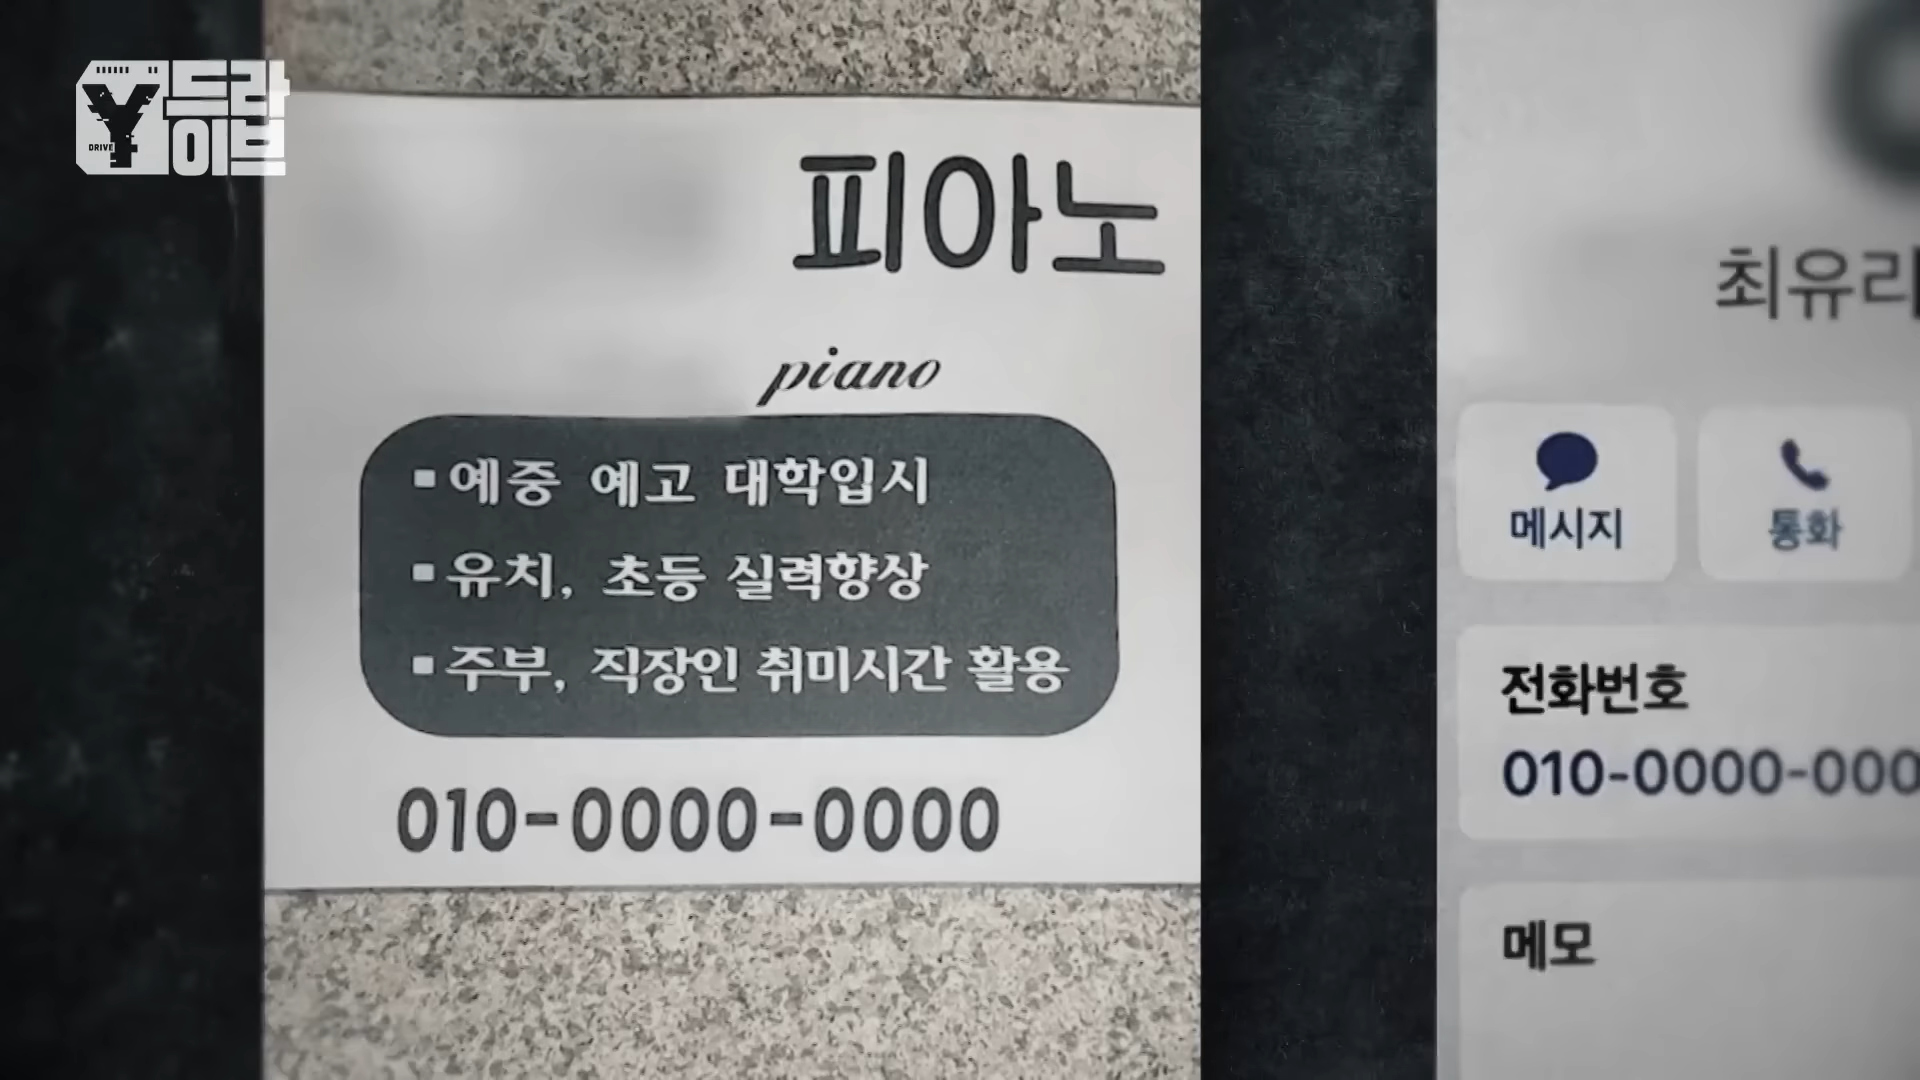 Y
DRIVE
드라
이브
피아노
piano
▪예중 예고 대학입시
▪유치, 초등 실력향상
▪주부, 직장인 취미시간 활용
010-0000-0000
최유리
메시지
통화
전화번호
010-0000-000
메모